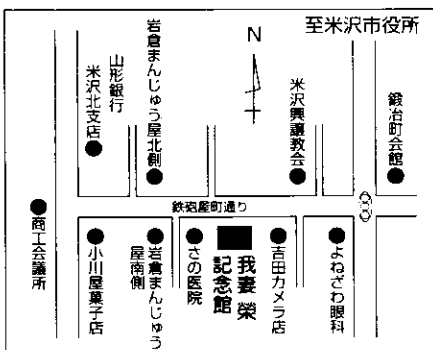 至米沢市役所
N
岩倉まんじゅう屋北側
山形銀行
米沢北支店
米沢興譲教会
鍛冶町会館
鉄砲屋町通り
商工会議所
小川屋菓子店
岩倉まんじゅう
屋南側
さの医院
我妻榮
記念館
吉田カメラ店
よねざわ眼科